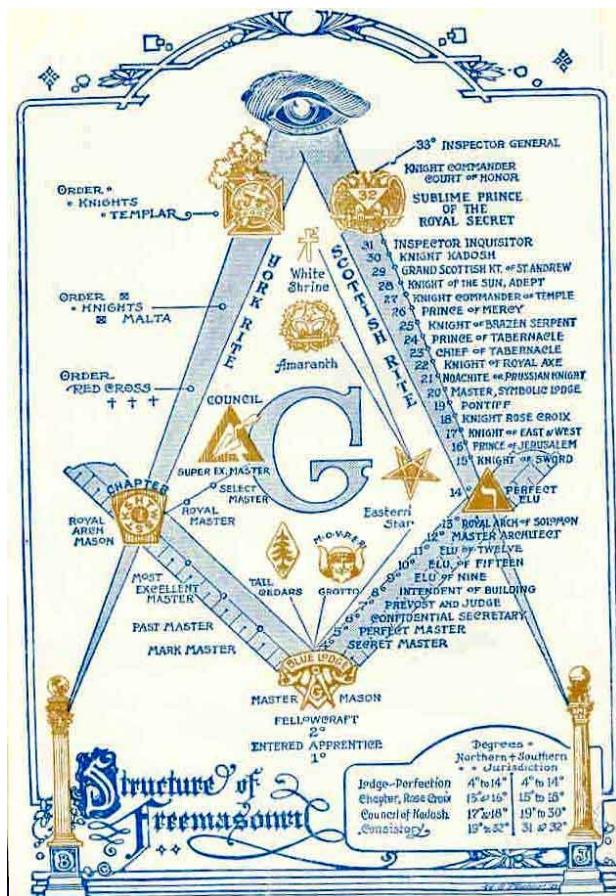 33° INSPECTOR GENERAL
KNIGHT COMMANDER
COURT OF HONOR
32
SUBLIME PRINCE
OF THE
ROYAL SECRET
31 INSPECTOR INQUISITOR
30 KNIGHT KADOSH
29 GRAND SCOTTISH KT. OF ST. ANDREW
28 KNIGHT OF THE SUN, ADEPT
27 KNIGHT COMMANDER OF TEMPLE
26 PRINCE OF MERCY
25° KNIGHT OF BRAZEN SERPENT
24 PRINCE OF TABERNACLE
23 CHIEF OF TABERNACLE
22 KNIGHT OF ROYAL AXE
21 NOACHITE OR PRUSSIAN KNIGHT
20° MASTER, SYMBOLIC LODGE
19° PONTIFF
18° KNIGHT ROSE CROIX
17° KNIGHT OF EAST & WEST
16° PRINCE OF JERUSALEM
15° KNIGHT OF SWORD
14° PERFECT
ELU
13° ROYAL ARCH OF SOLOMON
12° MASTER ARCHITECT
11° ELU OF TWELVE
10° ELU, OF FIFTEEN
9° ELU OF NINE
8° INTENDENT OF BUILDING
7° PREVOST AND JUDGE
6° CONFIDENTIAL SECRETARY
5° PERFECT MASTER
4° SECRET MASTER
SCOTTISH RITE
YORK RITE
ORDER
KNIGHTS
TEMPLAR
ORDER
KNIGHTS
MALTA
ORDER
RED CROSS
White
Shrine
Amaranth
G
COUNCIL
SUPER EX. MASTER
SELECT
MASTER
ROYAL
MASTER
Eastern
Star
CHAPTER
ROYAL
ARCH
MASON
MOST
EXCELLENT
MASTER
PAST MASTER
MARK MASTER
TALL
CEDARS
M.O.V.P.E.R.
GROTTO
BLUE LODGE
G
MASTER MASON
FELLOWCRAFT
2°
ENTERED APPRENTICE
1°
Structure of
Freemasonry
Degrees
Northern + Southern
Jurisdiction
Lodge-Perfection 4° to 14° 4° to 14°
Chapter, Rose Croix 15° & 16° 15° to 18°
Council of Kadosh 17° & 18° 19° to 30°
Consistory 19° to 32° 31 & 32°
B
J